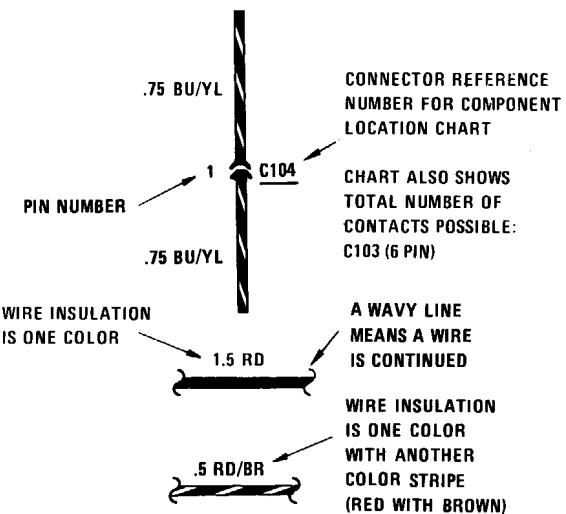 .75 BU/YL
CONNECTOR REFERENCE
NUMBER FOR COMPONENT
LOCATION CHART
1
C104
PIN NUMBER
CHART ALSO SHOWS
TOTAL NUMBER OF
CONTACTS POSSIBLE:
C103 (6 PIN)
.75 BU/YL
WIRE INSULATION
IS ONE COLOR
1.5 RD
A WAVY LINE
MEANS A WIRE
IS CONTINUED
.5 RD/BR
WIRE INSULATION
IS ONE COLOR
WITH ANOTHER
COLOR STRIPE
(RED WITH BROWN)